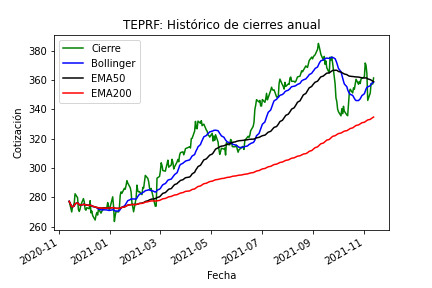 TEPRF: Histórico de cierres anual
Cierre
Bollinger
EMA50
EMA200
Cotización
380
360
340
320
300
280
260
2020-11
2021-01
2021-03
2021-05
2021-07
2021-09
2021-11
Fecha